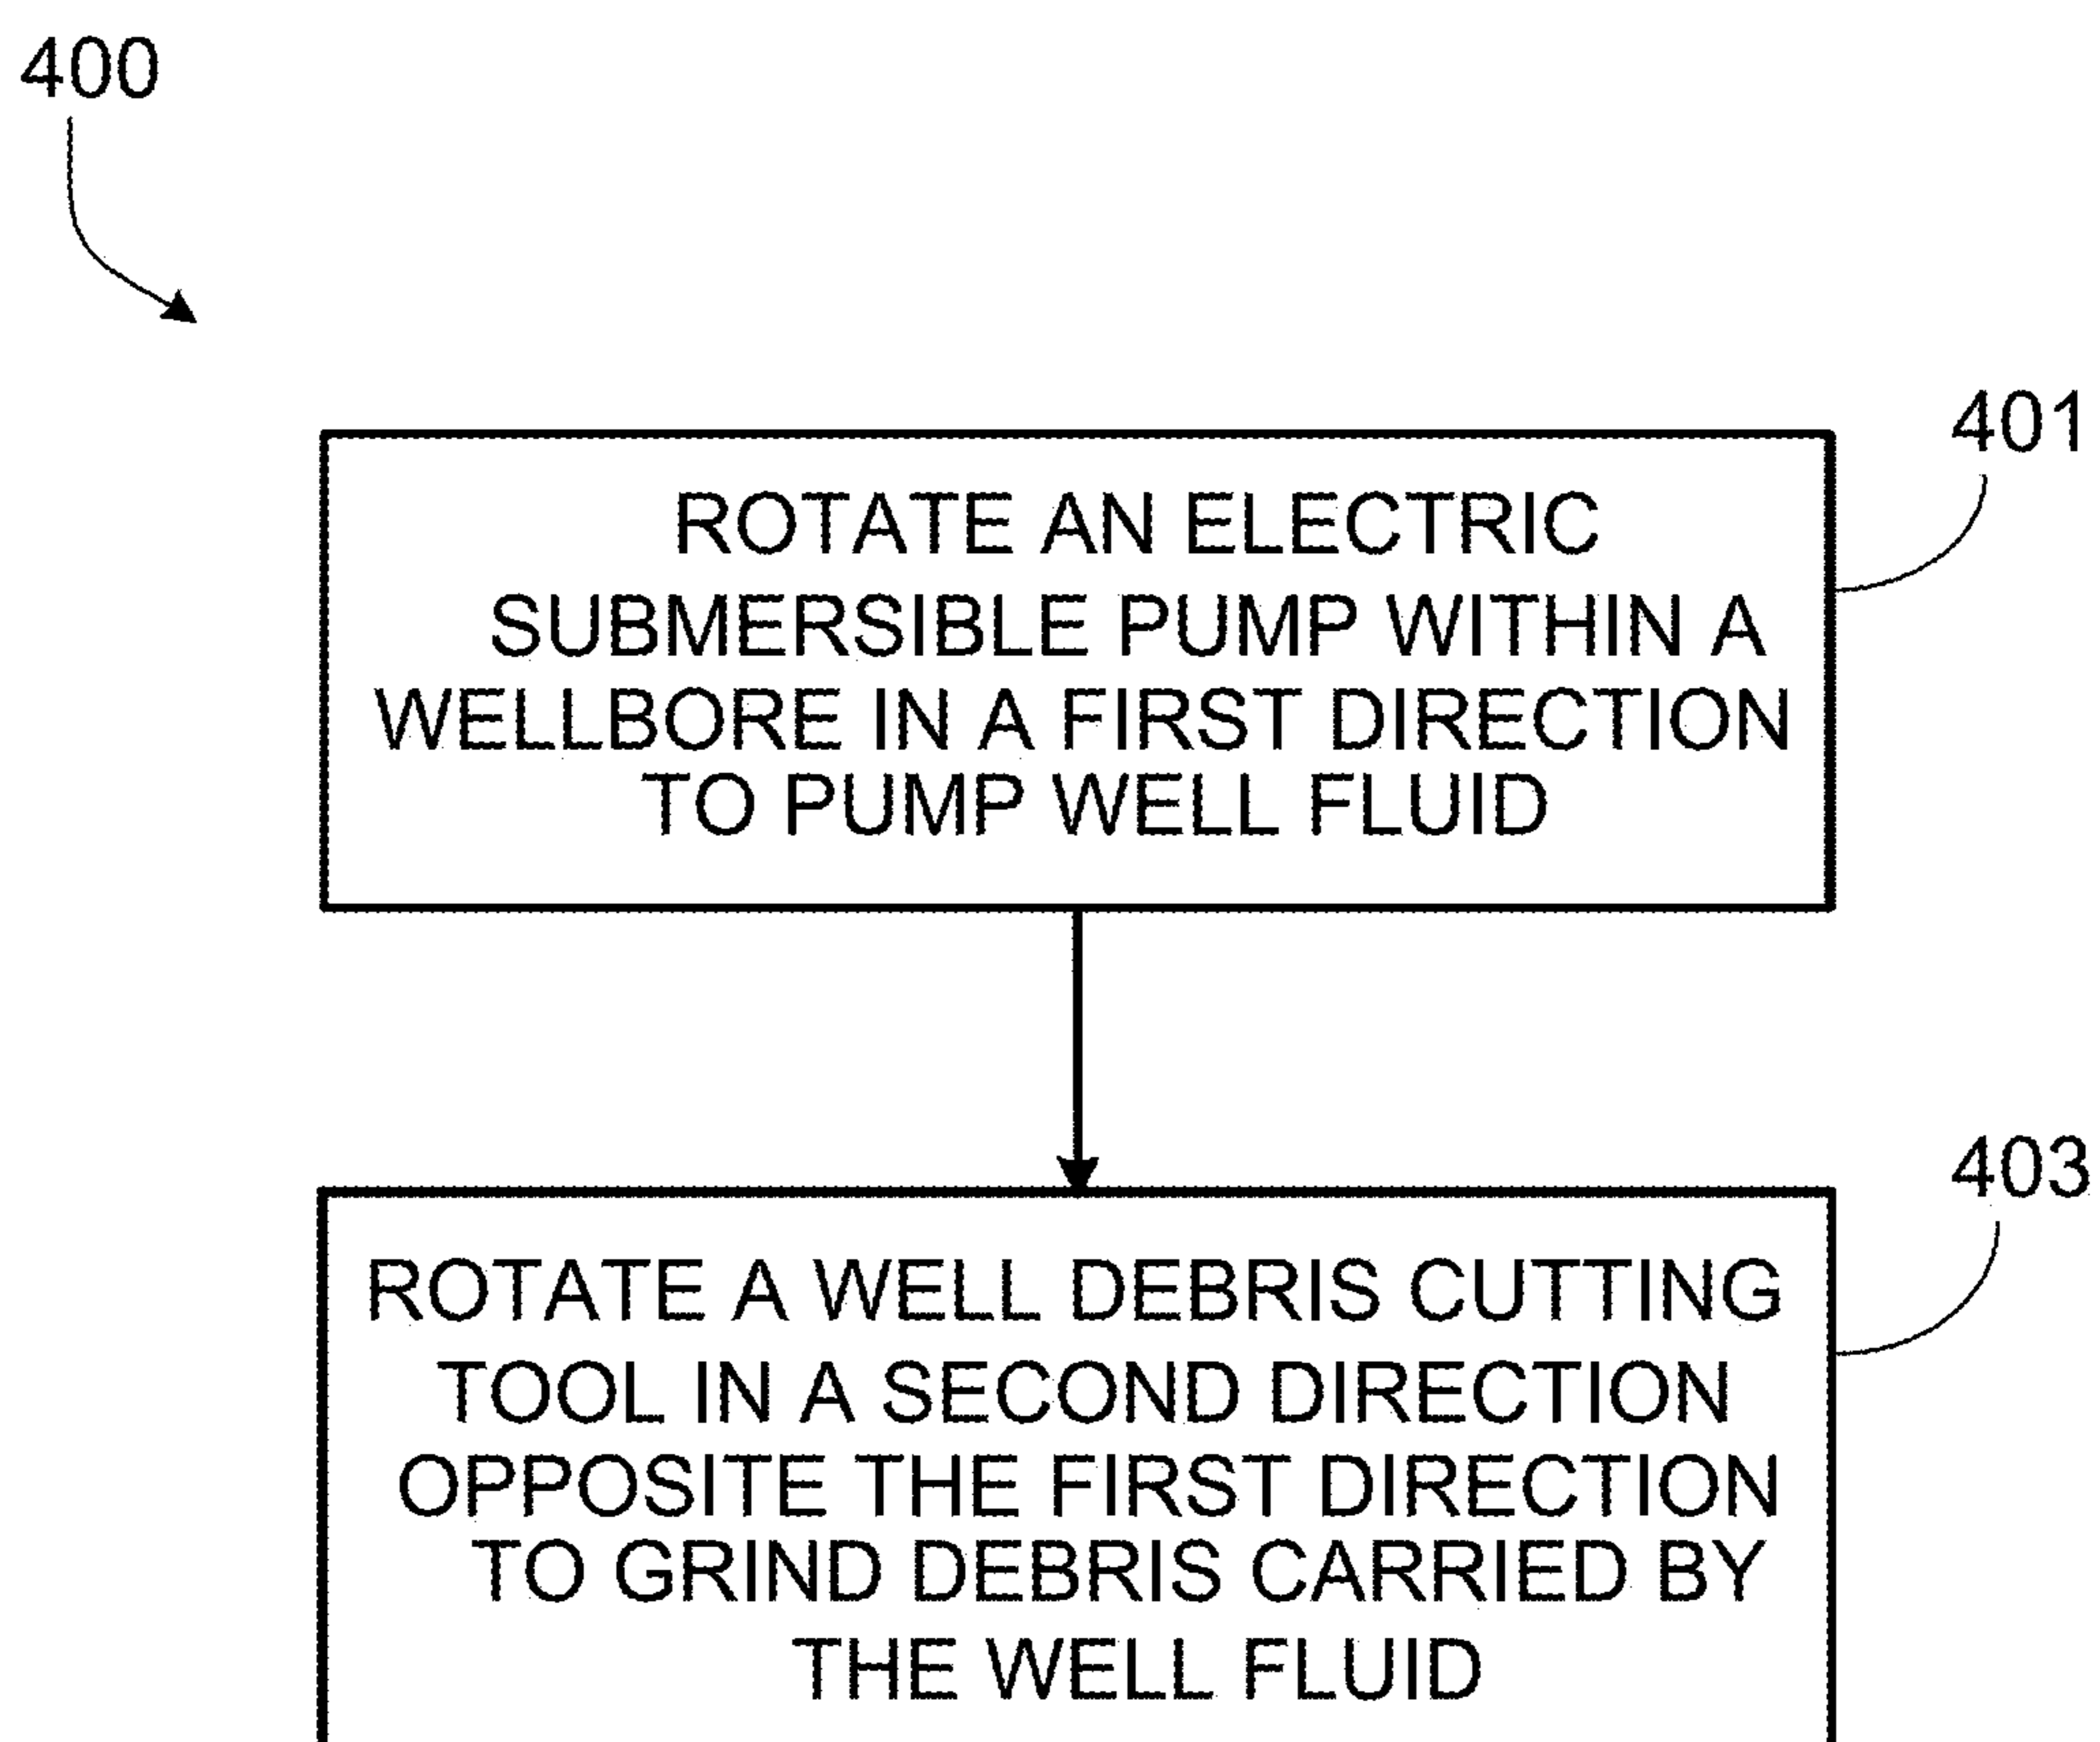 400
401
ROTATE AN ELECTRIC
SUBMERSIBLE PUMP WITHIN A
WELLBORE IN A FIRST DIRECTION
TO PUMP WELL FLUID
403
ROTATE A WELL DEBRIS CUTTING
TOOL IN A SECOND DIRECTION
OPPOSITE THE FIRST DIRECTION
TO GRIND DEBRIS CARRIED BY
THE WELL FLUID